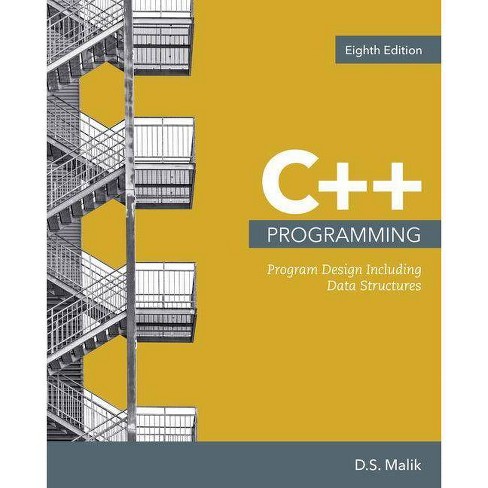 Eighth Edition
C++
PROGRAMMING
Program Design Including
Data Structures
D.S. Malik